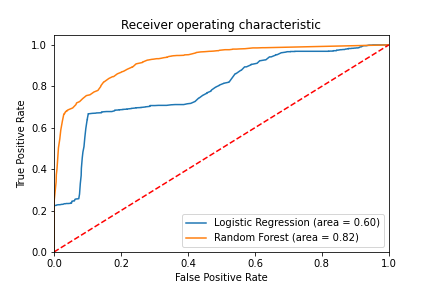 Receiver operating characteristic
True Positive Rate
1.0
0.8
0.6
0.4
0.2
0.0
Logistic Regression (area = 0.60)
Random Forest (area = 0.82)
0.0 0.2 0.4 0.6 0.8 1.0
False Positive Rate